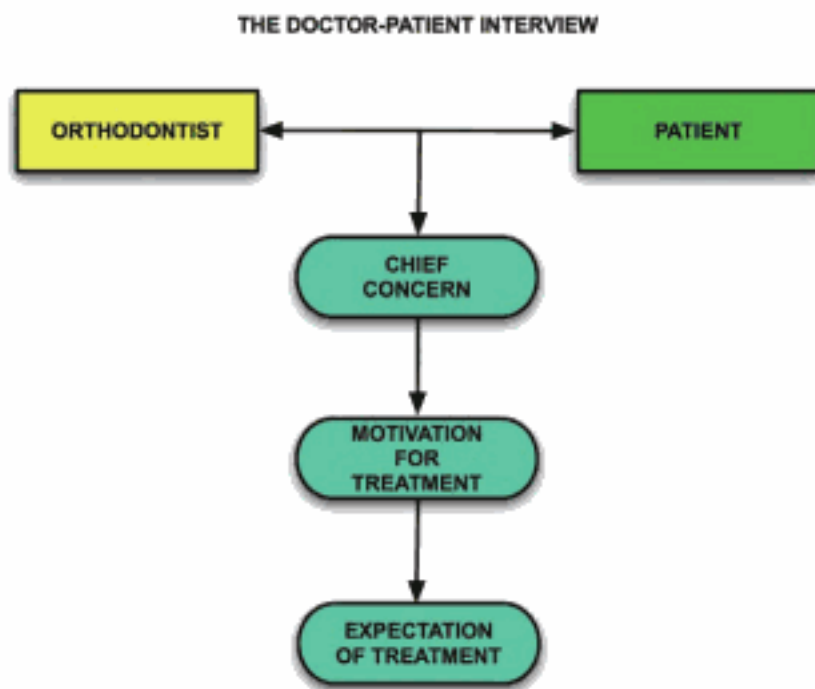 THE DOCTOR-PATIENT INTERVIEW
ORTHODONTIST
PATIENT
CHIEF
CONCERN
MOTIVATION
FOR
TREATMENT
EXPECTATION
OF TREATMENT